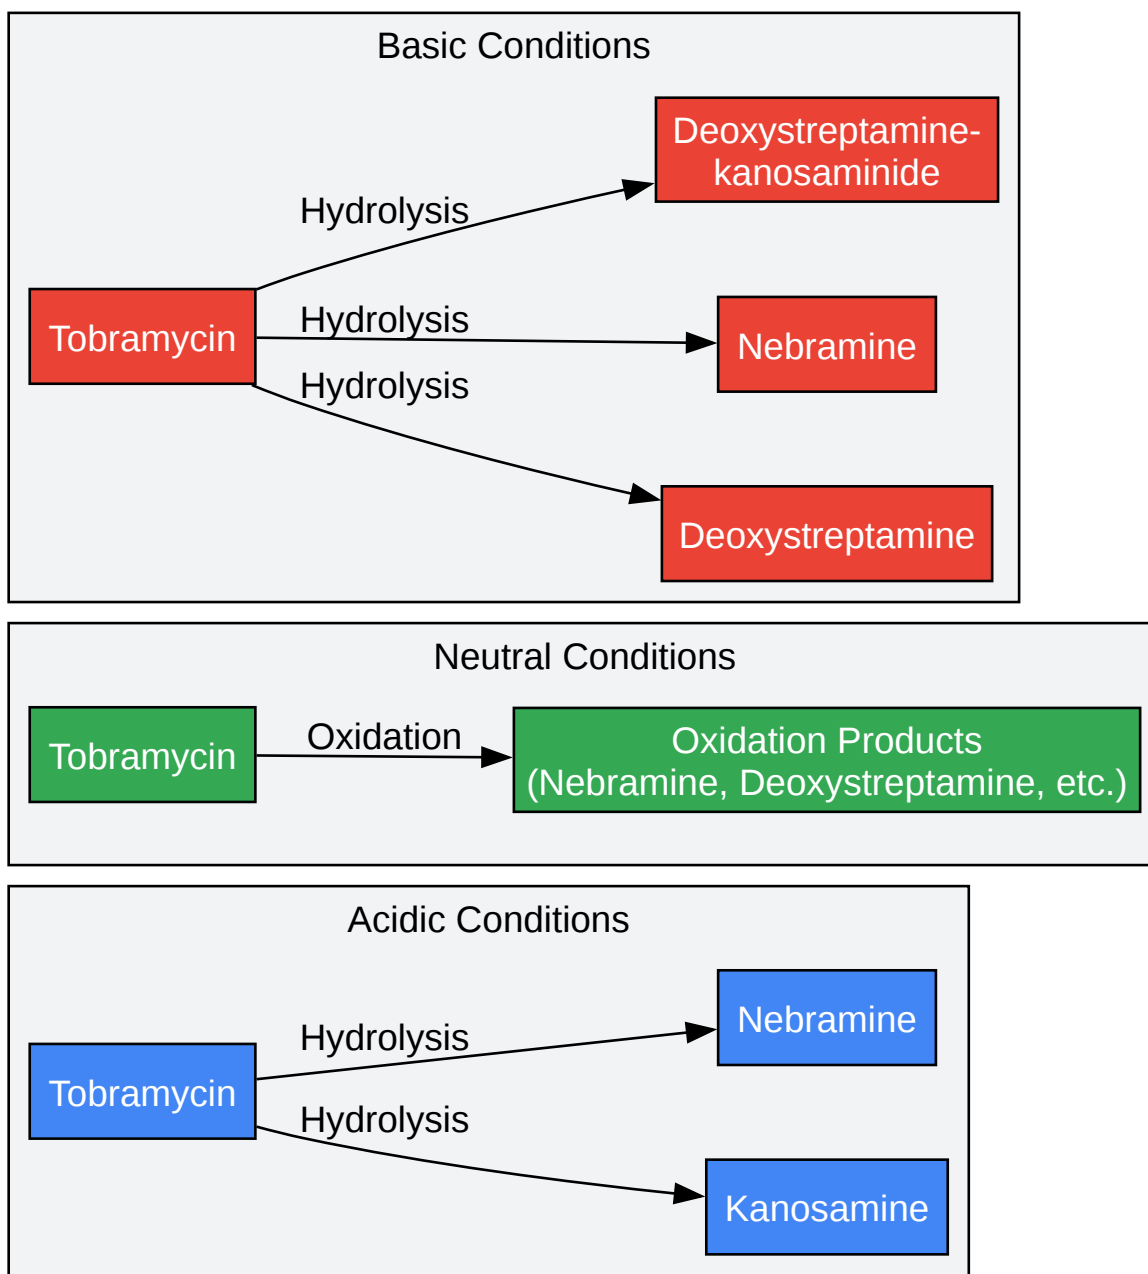 Basic Conditions
Deoxystreptamine-
kanosaminide
Hydrolysis
Tobramycin
Hydrolysis
Nebramine
Hydrolysis
Deoxystreptamine
Neutral Conditions
Tobramycin
Oxidation
Oxidation Products
(Nebramine, Deoxystreptamine, etc.)
Acidic Conditions
Nebramine
Hydrolysis
Tobramycin
Hydrolysis
Kanosamine